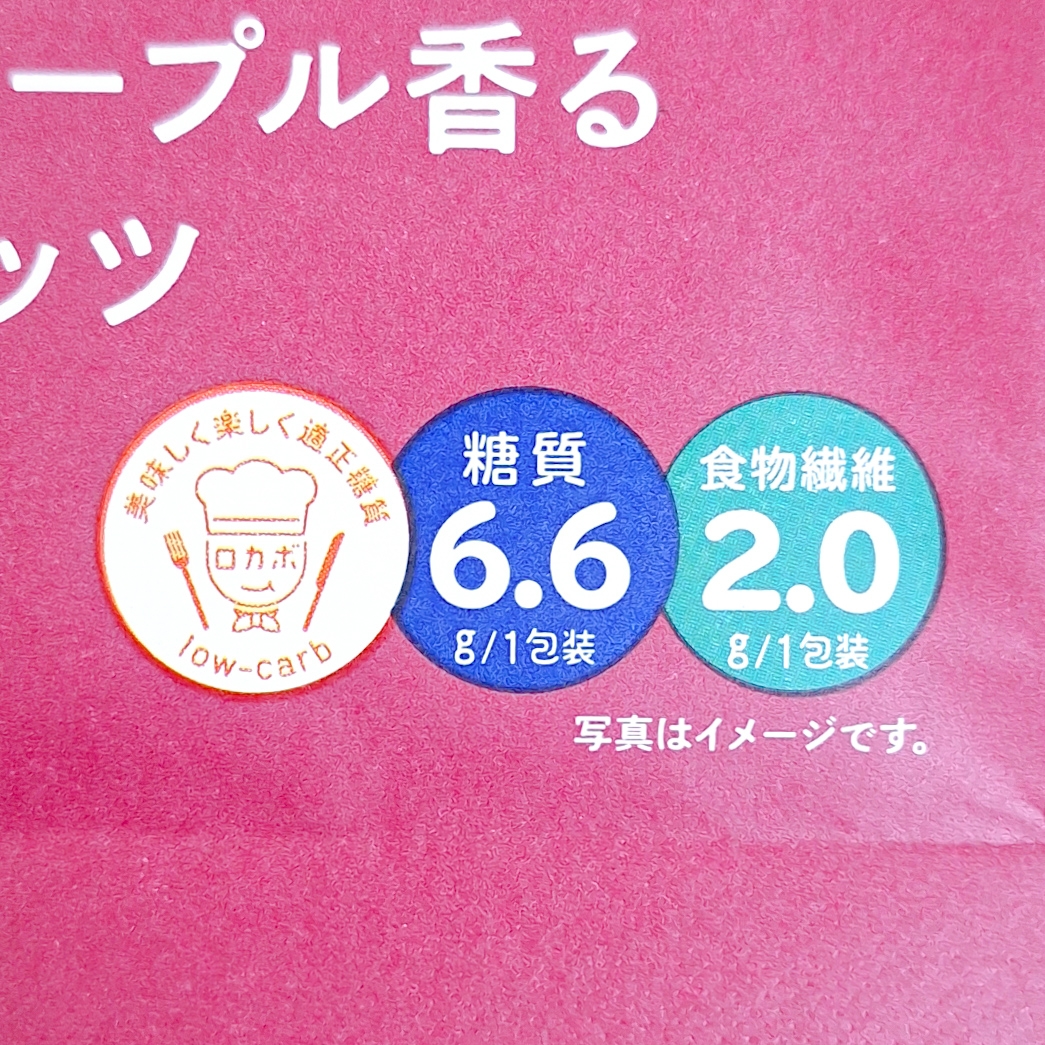 ープル香る
ッツ
美味しく楽しく適正糖質
ロカボ
low-carb
糖質
6.6
g/1包装
食物繊維
2.0
g/1包装
写真はイメージです。